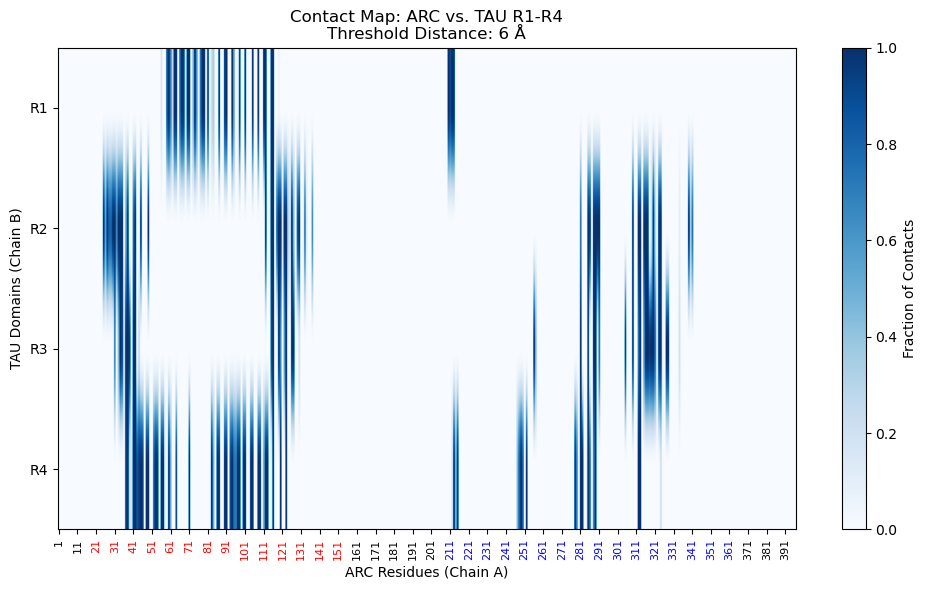 Contact Map: ARC vs. TAU R1-R4
Threshold Distance: 6 Å
TAU Domains (Chain B)
R1
R2
R3
R4
1 11 21 31 41 51 61 71 81 91 101 111 121 131 141 151 161 171 181 191 201 211 221 231 241 251 261 271 281 291 301 311 321 331 341 351 361 371 381 391
ARC Residues (Chain A)
1.0
0.8
0.6
0.4
0.2
0.0
Fraction of Contacts